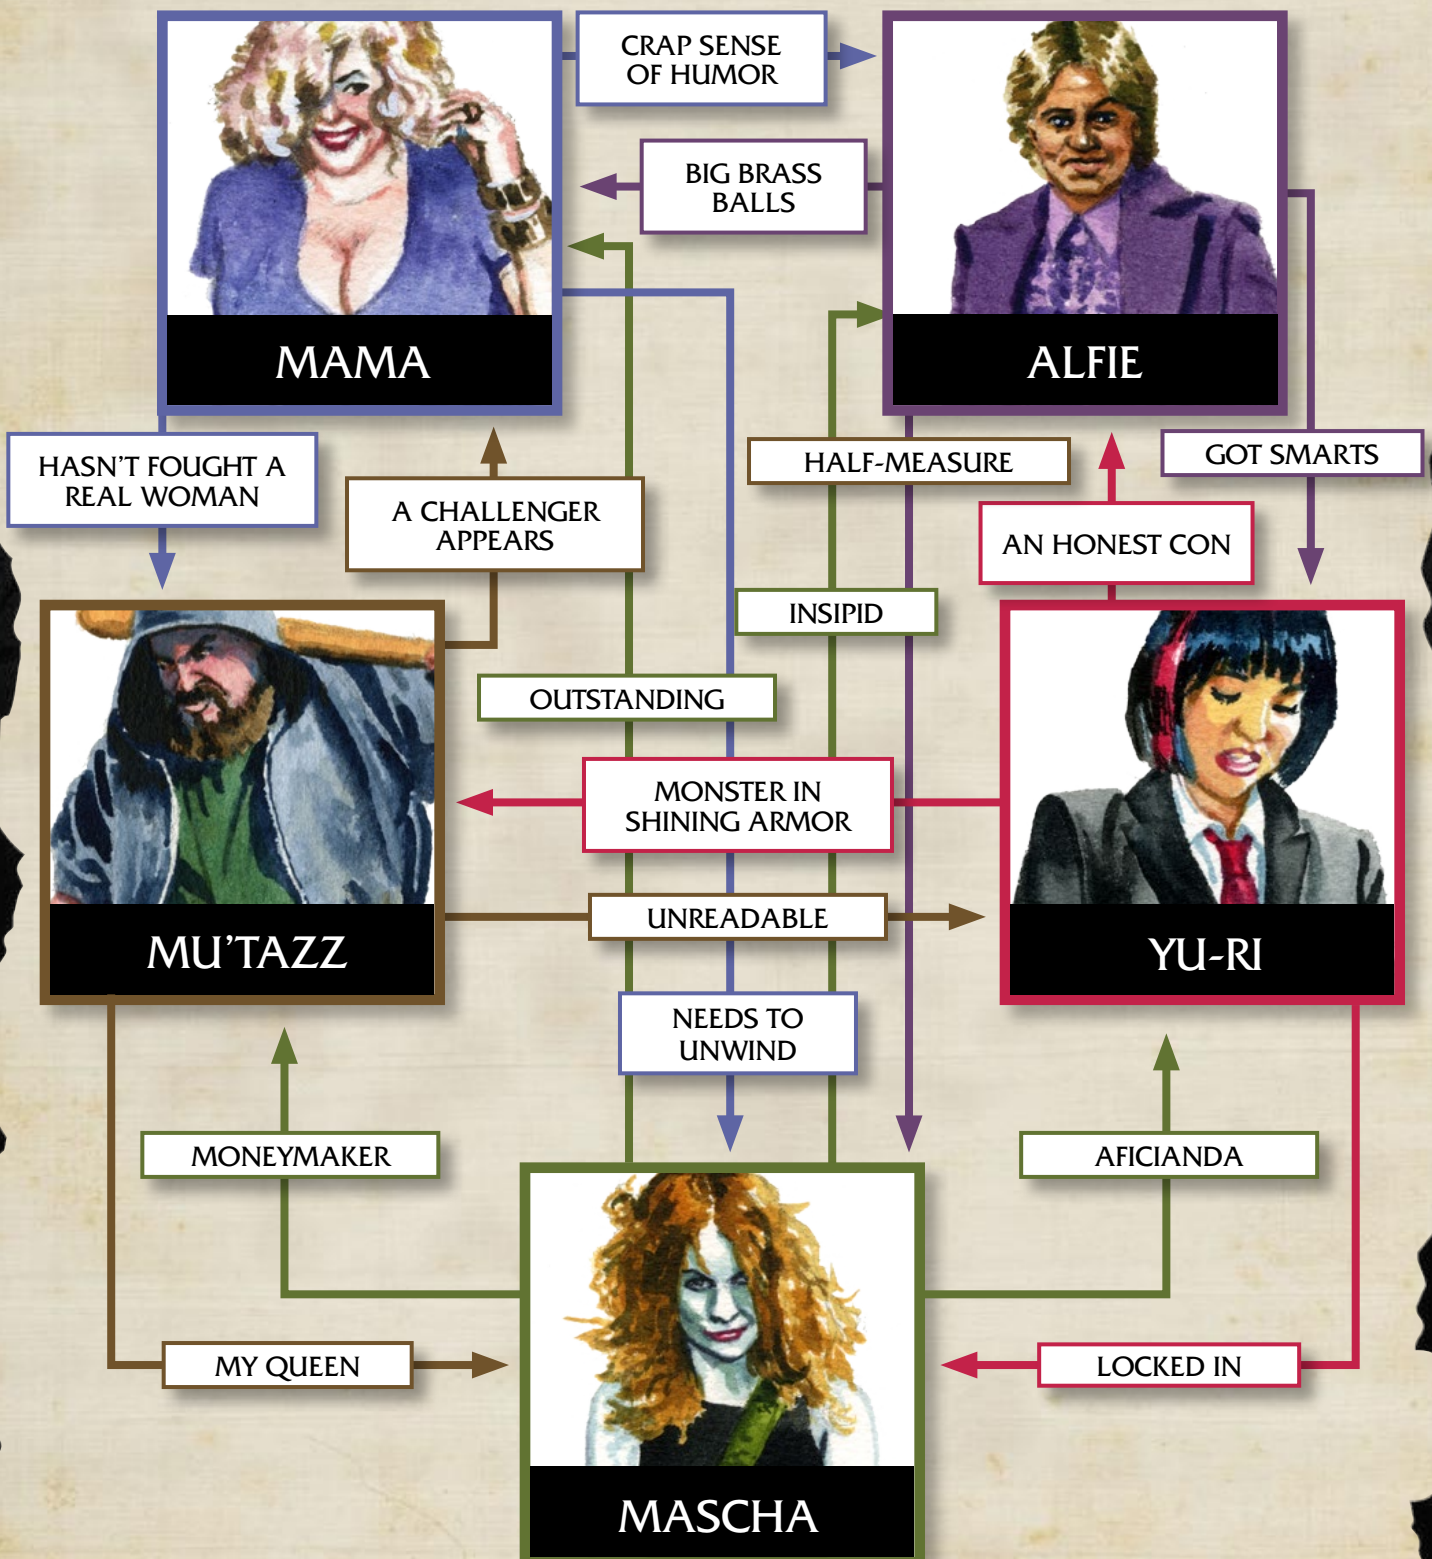 CRAP SENSE
OF HUMOR
BIG BRASS
BALLS
MAMA
ALFIE
HASN'T FOUGHT A
REAL WOMAN
A CHALLENGER
APPEARS
HALF-MEASURE
GOT SMARTS
AN HONEST CON
INSIPID
OUTSTANDING
MONSTER IN
SHINING ARMOR
UNREADABLE
MU’TAZZ
YU-RI
NEEDS TO
UNWIND
MONEYMAKER
AFICIANDA
MY QUEEN
LOCKED IN
MASCHA